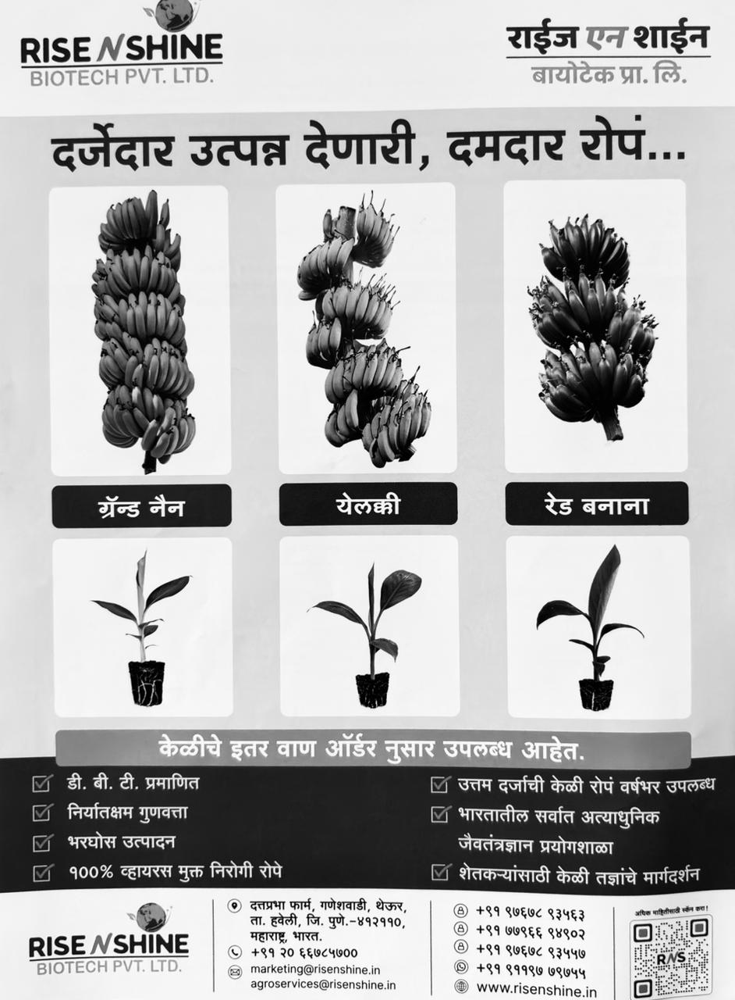 RISE N SHINE
BIOTECH PVT. LTD.
राईज एन शाईन
बायोटेक प्रा. लि.
दर्जेदार उत्पन्न देणारी, दमदार रोपं...
ग्रॅन्ड नैन
येलक्की
रेड बनाना
केळीचे इतर वाण ऑर्डर नुसार उपलब्ध आहेत.
डी. बी. टी. प्रमाणित
निर्यातक्षम गुणवत्ता
भरघोस उत्पादन
१००% व्हायरस मुक्त निरोगी रोपे
उत्तम दर्जाची केळी रोपं वर्षभर उपलब्ध
भारतातील सर्वात अत्याधुनिक
जैवतंत्रज्ञान प्रयोगशाळा
शेतकऱ्यांसाठी केळी तज्ञांचे मार्गदर्शन
RISE N SHINE
BIOTECH PVT. LTD.
दत्तप्रभा फार्म, गणेशवाडी, थेऊर,
ता. हवेली, जि. पुणे.-४१२११०,
महाराष्ट्र, भारत.
+९१ २० ६६७८५७००
marketing@risenshine.in
agroservices@risenshine.in
+९१ ९७६७८ ९३५६३
+९१ ७७९६६ ९४९०२
+९१ ९७६७८ ९३५५७
+९१ ९११९७ ७९७५५
www.risenshine.in
अधिक माहितीसाठी स्कॅन करा!
RNS